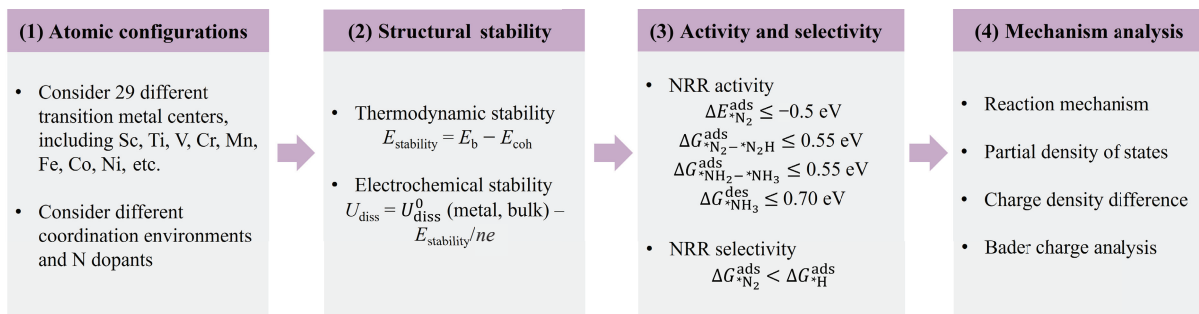 (1) Atomic configurations
• Consider 29 different
transition metal centers,
including Sc, Ti, V, Cr, Mn,
Fe, Co, Ni, etc.
• Consider different
coordination environments
and N dopants
(2) Structural stability
• Thermodynamic stability
E_stability = E_b − E_coh
• Electrochemical stability
U_diss = U^0_diss (metal, bulk) –
E_stability/ne
(3) Activity and selectivity
• NRR activity
ΔE^ads_*N₂ ≤ −0.5 eV
ΔG^ads_*N₂−*N₂H ≤ 0.55 eV
ΔG^ads_*NH₂−*NH₃ ≤ 0.55 eV
ΔG^des_*NH₃ ≤ 0.70 eV
• NRR selectivity
ΔG^ads_*N₂ < ΔG^ads_*H
(4) Mechanism analysis
• Reaction mechanism
• Partial density of states
• Charge density difference
• Bader charge analysis